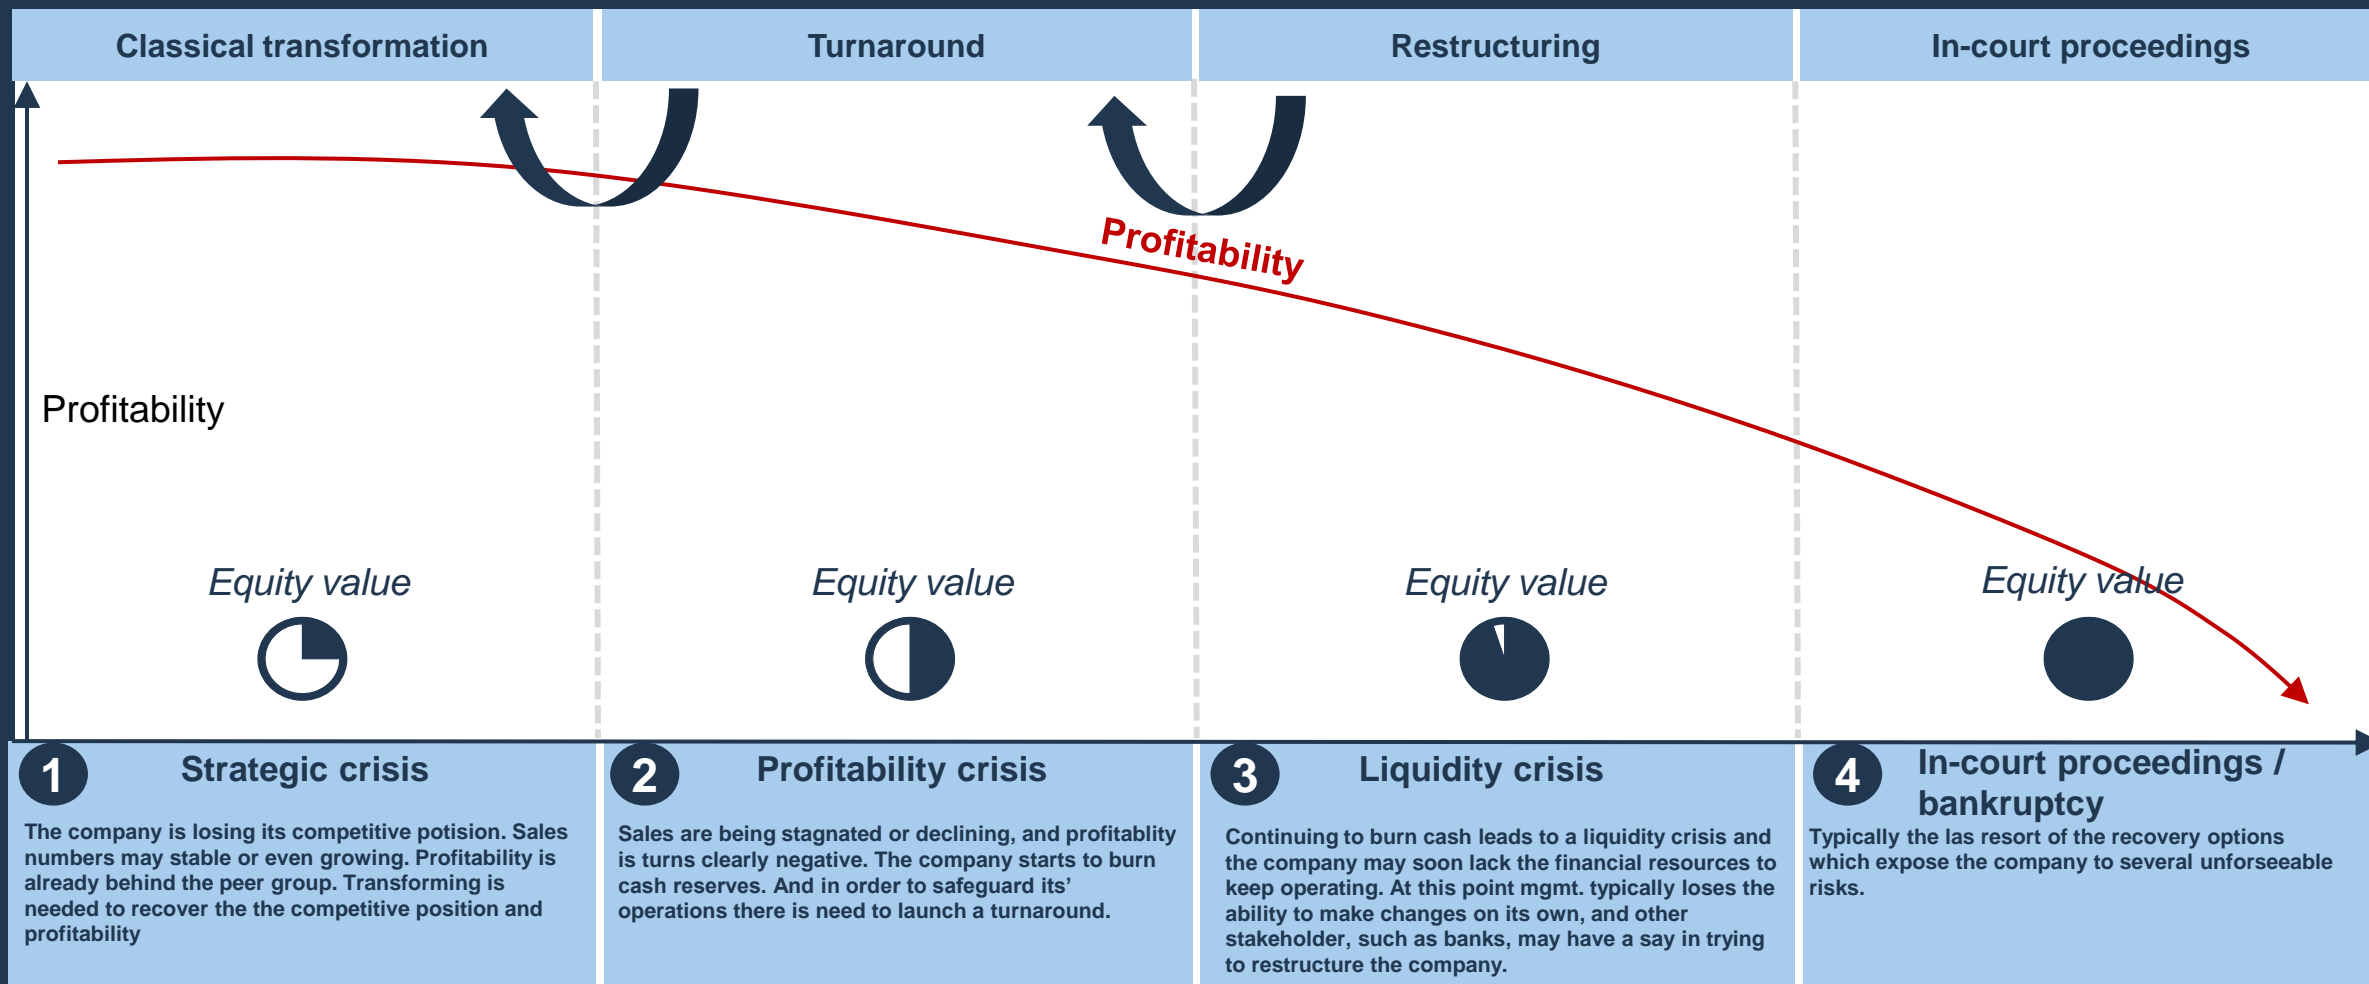 Classical transformation
Turnaround
Restructuring
In-court proceedings
Profitability
Profitability
Equity value
Equity value
Equity value
Equity value
1
Strategic crisis
The company is losing its competitive potision. Sales
numbers may stable or even growing. Profitability is
already behind the peer group. Transforming is
needed to recover the the competitive position and
profitability
2
Profitability crisis
Sales are being stagnated or declining, and profitablity
is turns clearly negative. The company starts to burn
cash reserves. And in order to safeguard its’
operations there is need to launch a turnaround.
3
Liquidity crisis
Continuing to burn cash leads to a liquidity crisis and
the company may soon lack the financial resources to
keep operating. At this point mgmt. typically loses the
ability to make changes on its own, and other
stakeholder, such as banks, may have a say in trying
to restructure the company.
4
In-court proceedings /
bankruptcy
Typically the las resort of the recovery options
which expose the company to several unforseeable
risks.